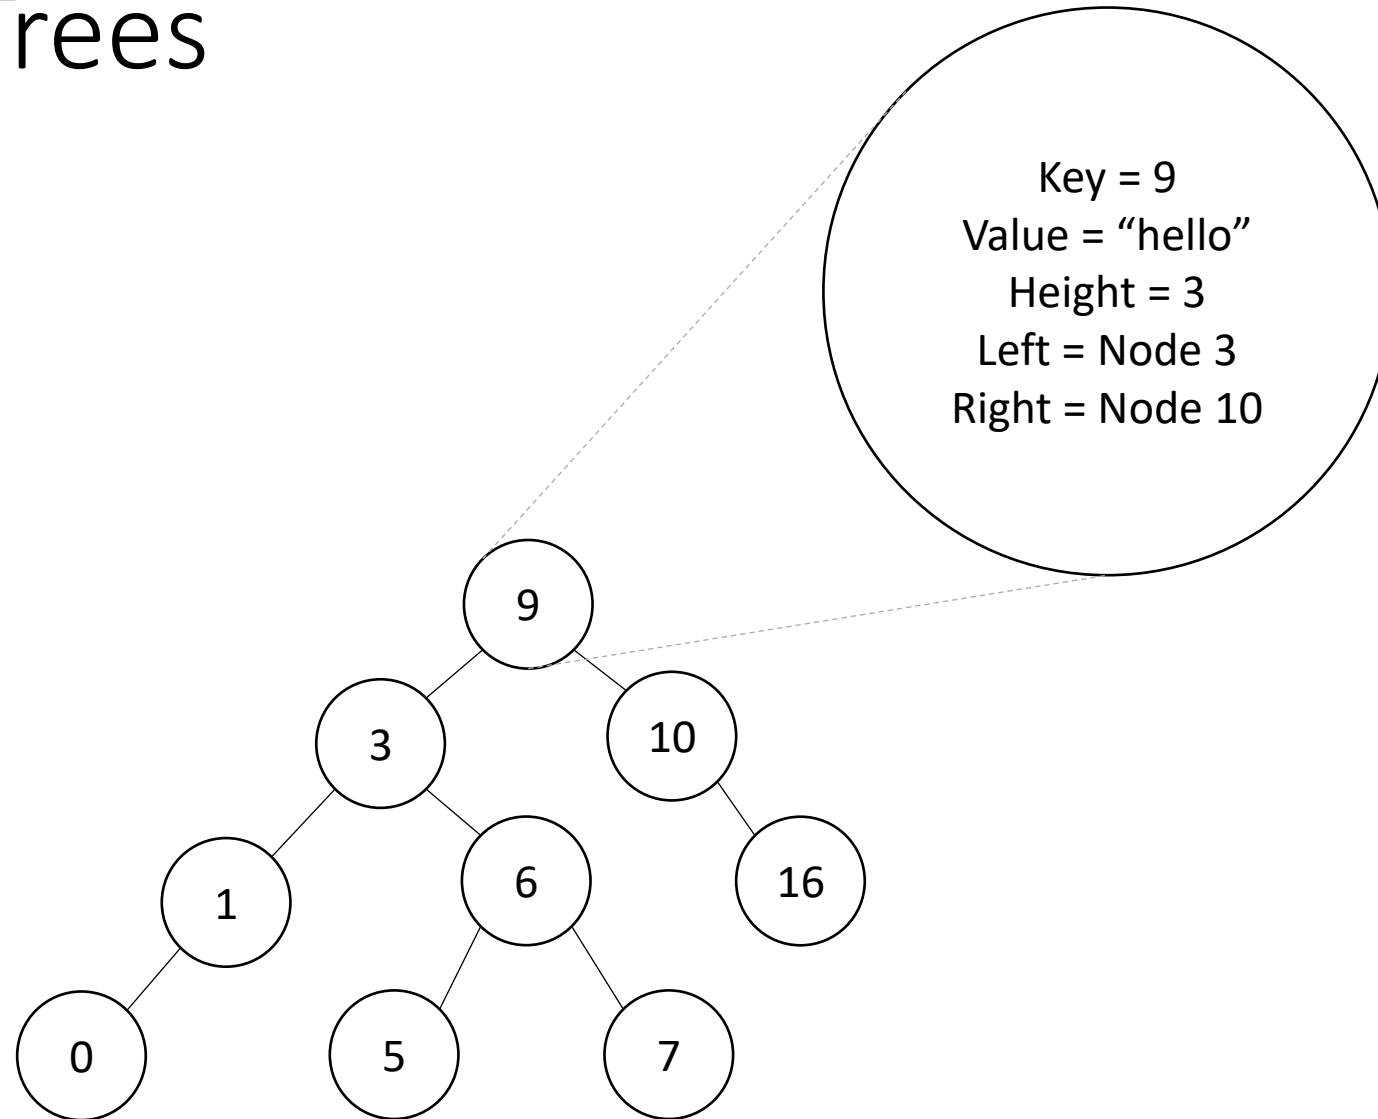 rees
Key = 9
Value = “hello”
Height = 3
Left = Node 3
Right = Node 10
9
3
10
1
6
16
0
5
7